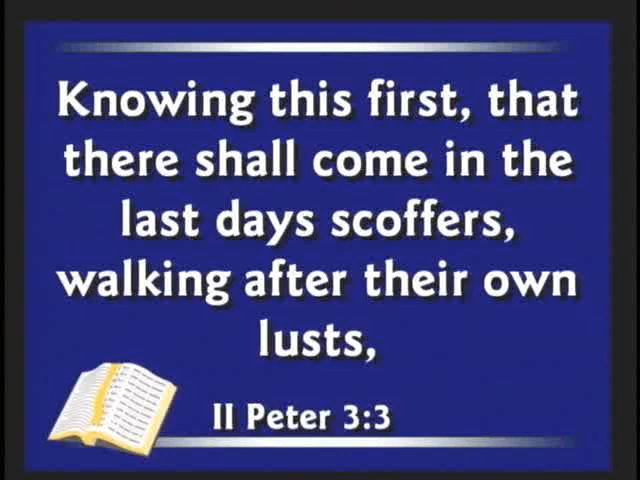 Knowing this first, that
there shall come in the
last days scoffers,
walking after their own
lusts,
II Peter 3:3